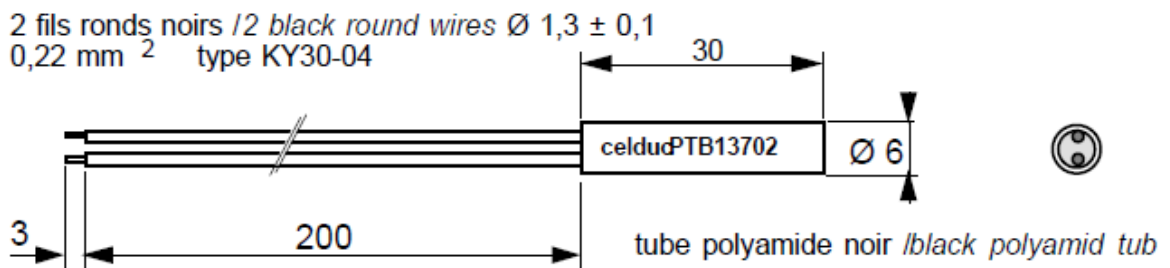 2 fils ronds noirs /2 black round wires Ø 1,3 ± 0,1
0,22 mm 2 type KY30-04
30
celducPTB13702
Ø 6
3
200
tube polyamide noir /black polyamid tub